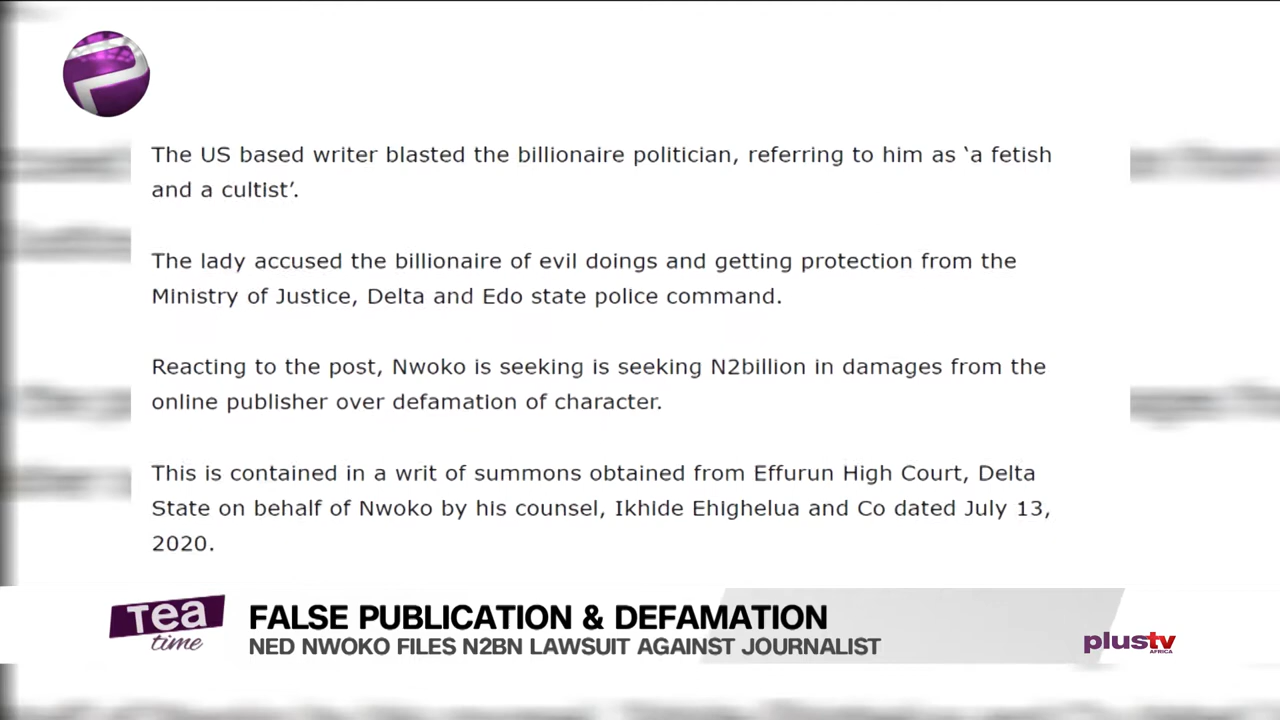 The US based writer blasted the billionaire politician, referring to him as ‘a fetish
and a cultist’.
The lady accused the billionaire of evil doings and getting protection from the
Ministry of Justice, Delta and Edo state police command.
Reacting to the post, Nwoko is seeking is seeking N2billion in damages from the
online publisher over defamation of character.
This is contained in a writ of summons obtained from Effurun High Court, Delta
State on behalf of Nwoko by his counsel, Ikhide Ehighelua and Co dated July 13,
2020.
Tea
time
FALSE PUBLICATION & DEFAMATION
NED NWOKO FILES N2BN LAWSUIT AGAINST JOURNALIST
plustv
AFRICA